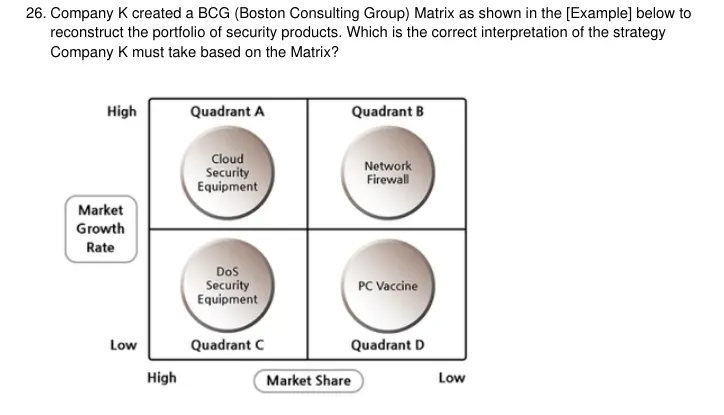 26. Company K created a BCG (Boston Consulting Group) Matrix as shown in the [Example] below to
reconstruct the portfolio of security products. Which is the correct interpretation of the strategy
Company K must take based on the Matrix?
High
Quadrant A
Quadrant B
Cloud
Security
Equipment
Network
Firewall
Market
Growth
Rate
DoS
Security
Equipment
PC Vaccine
Low
Quadrant C
Quadrant D
High
Market Share
Low